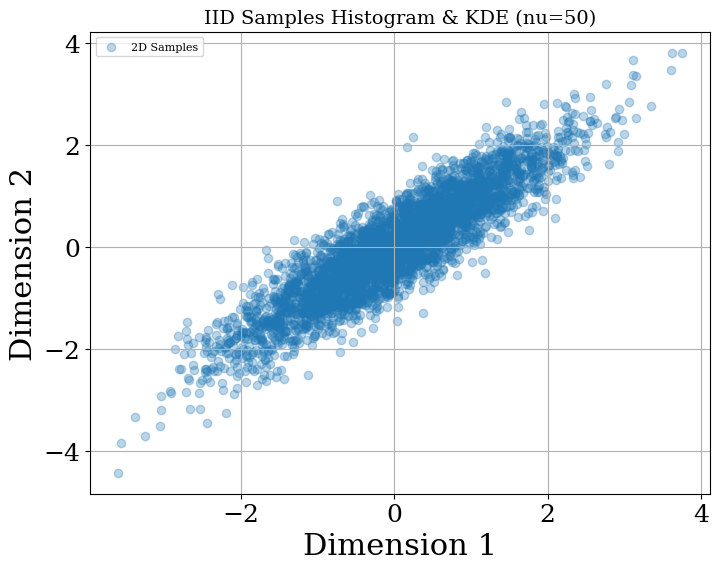 IID Samples Histogram & KDE (nu=50)
2D Samples
4
2
0
−2
−4
Dimension 2
−2
0
2
4
Dimension 1